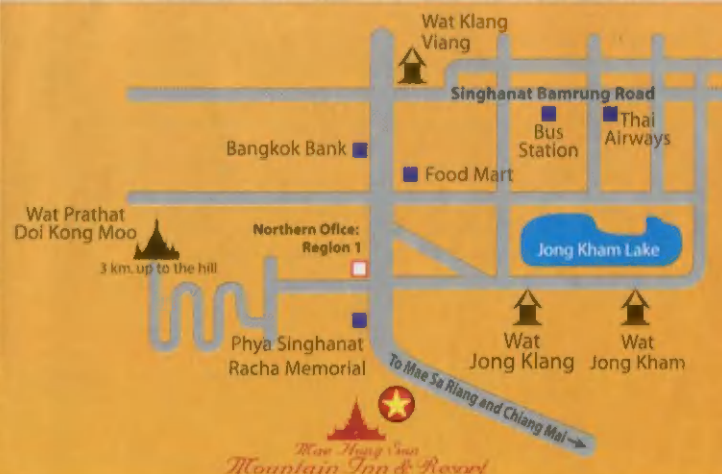 Wat Klang
Viang
Singhanat Bamrung Road
Bus
Station
Thai
Airways
Bangkok Bank
Food Mart
Wat Prathat
Doi Kong Moo
3 km. up to the hill
Northern Ofice:
Region 1
Jong Kham Lake
Phya Singhanat
Racha Memorial
Wat
Jong Klang
Wat
Jong Kham
To Mae Sa Riang and Chiang Mai
Mae Hong Son
Mountain Inn & Resort